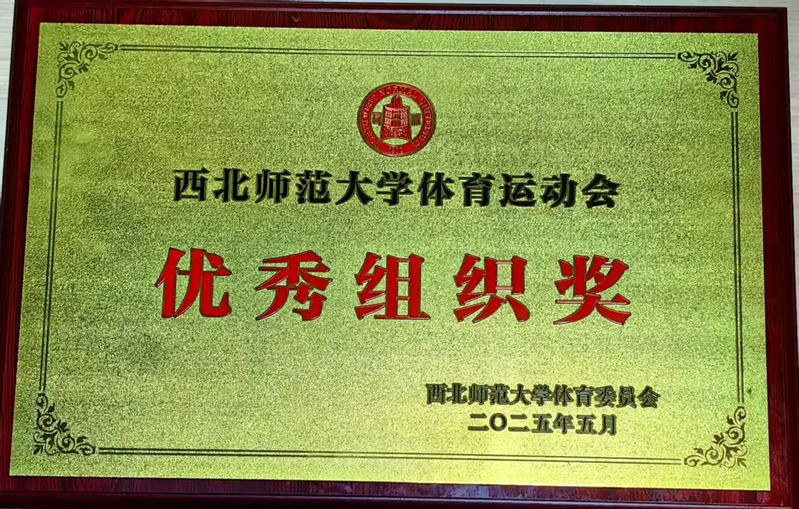 西北师范大学体育运动会
优秀组织奖
西北师范大学体育委员会
二〇二五年五月